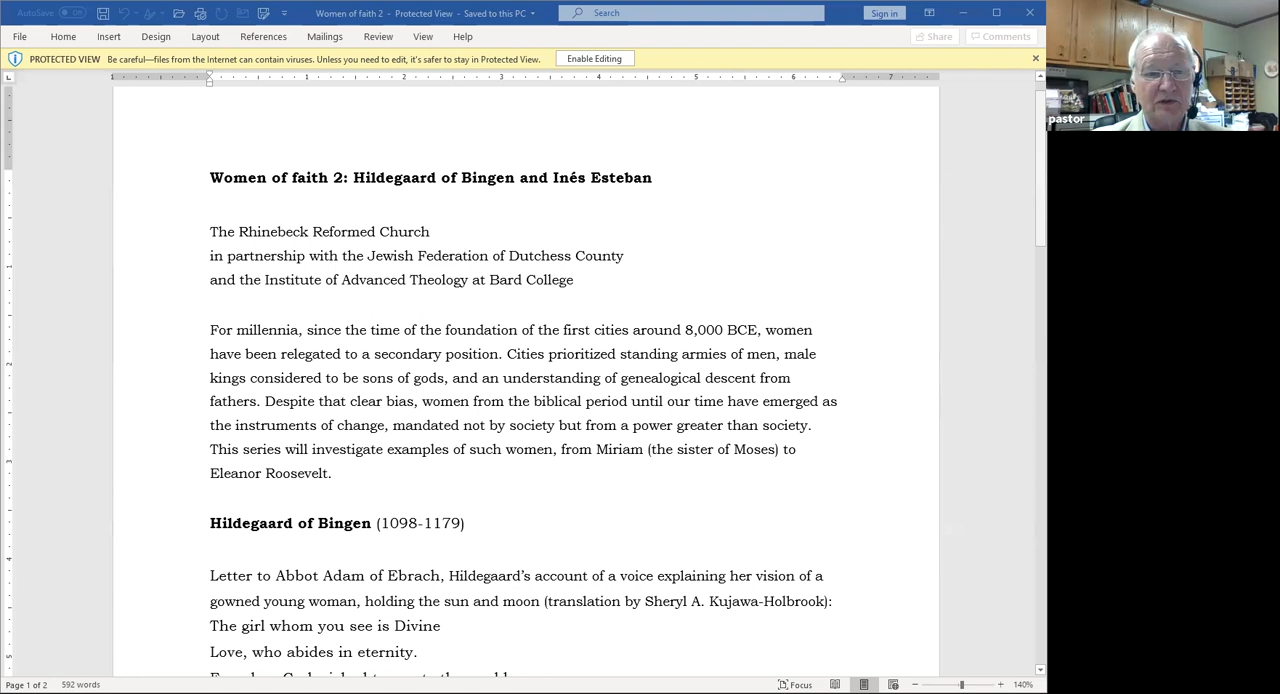 AutoSave Off Women of faith 2 - Protected View - Saved to this PC Search Sign in
File Home Insert Design Layout References Mailings Review View Help Share Comments
PROTECTED VIEW Be careful—files from the Internet can contain viruses. Unless you need to edit, it's safer to stay in Protected View. Enable Editing
1 1 2 3 4 5 6 7
pastor
Women of faith 2: Hildegaard of Bingen and Inés Esteban
The Rhinebeck Reformed Church
in partnership with the Jewish Federation of Dutchess County
and the Institute of Advanced Theology at Bard College
For millennia, since the time of the foundation of the first cities around 8,000 BCE, women
have been relegated to a secondary position. Cities prioritized standing armies of men, male
kings considered to be sons of gods, and an understanding of genealogical descent from
fathers. Despite that clear bias, women from the biblical period until our time have emerged as
the instruments of change, mandated not by society but from a power greater than society.
This series will investigate examples of such women, from Miriam (the sister of Moses) to
Eleanor Roosevelt.
Hildegaard of Bingen (1098-1179)
Letter to Abbot Adam of Ebrach, Hildegaard's account of a voice explaining her vision of a
gowned young woman, holding the sun and moon (translation by Sheryl A. Kujawa-Holbrook):
The girl whom you see is Divine
Love, who abides in eternity.
Page 1 of 2 592 words Focus 140%